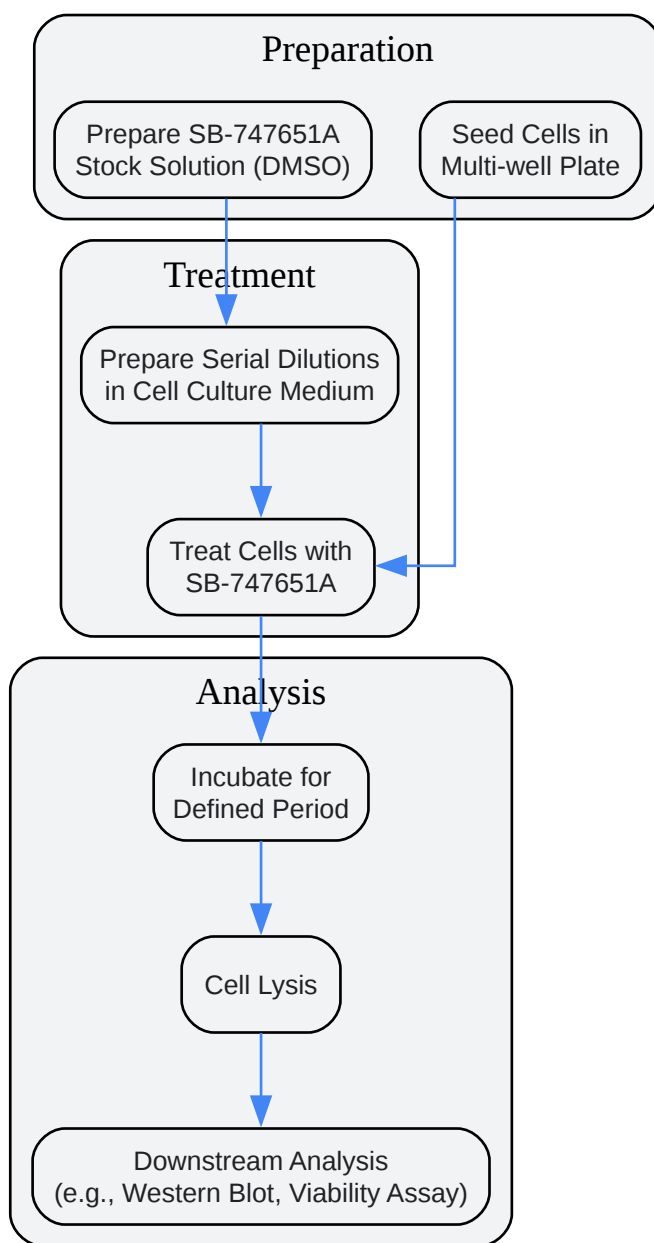 Preparation
Prepare SB-747651A
Stock Solution (DMSO)
Seed Cells in
Multi-well Plate
Treatment
Prepare Serial Dilutions
in Cell Culture Medium
Treat Cells with
SB-747651A
Analysis
Incubate for
Defined Period
Cell Lysis
Downstream Analysis
(e.g., Western Blot, Viability Assay)